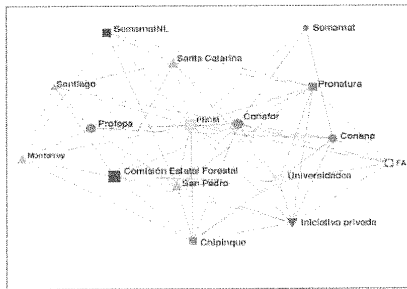 SemarnatNL
Semarnat
Santa Catarina
Santiago
Pronatura
Profepa
Conafor
Conanp
Monterrey
Comisión Estatal Forestal
Universidades
FA
San Pedro
Iniciativa privada
Chipinque